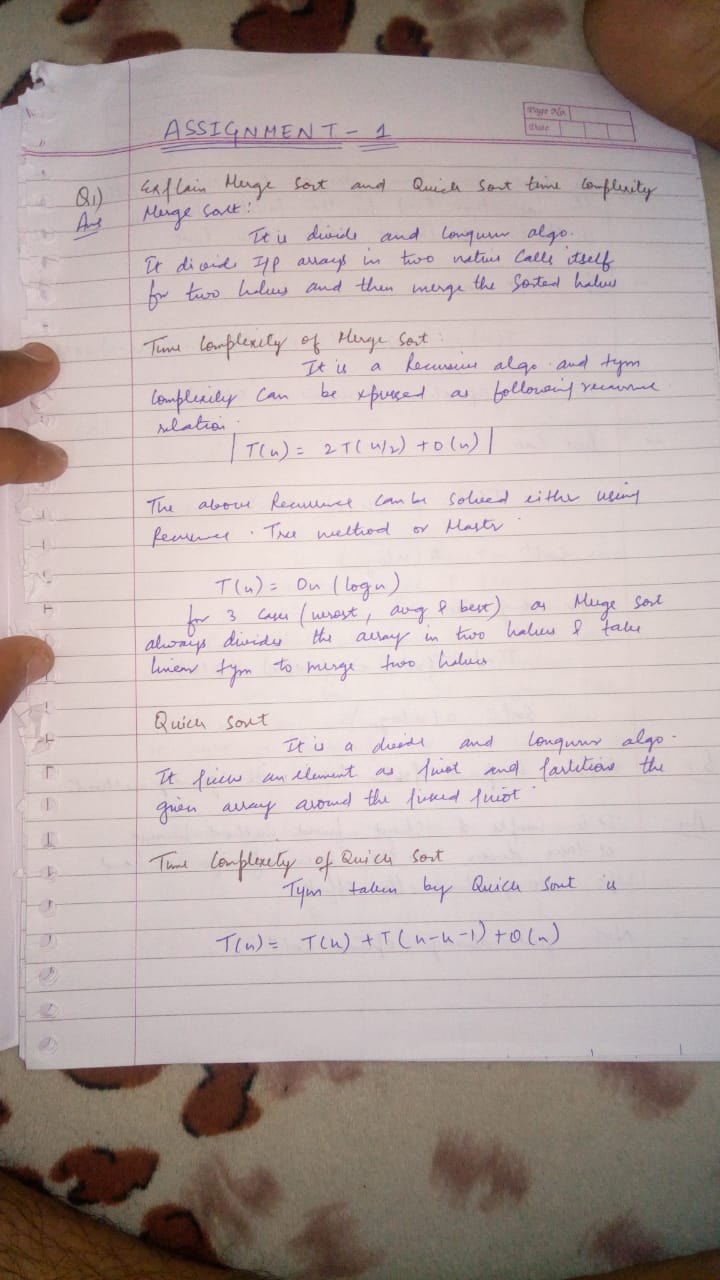 Page No.
Date
ASSIGNMENT - 1
Q1) Explain Merge Sort and Quick Sort time Complexity
Ans Merge Sort:
It is divide and Conquer algo.
It divide I/P arrays in two Calls itself
for two halves and then merge the Sorted halves
Time Complexity of Merge Sort:
It is a Recursive algo and tym
Complexity Can be xpressed as following
relation.
T(n) = 2T(n/2) + O(n)
The above Recurrence can be Solved either using
Recurrence Tree method or Master
T(n) = On (logn)
for 3 Cases (worst, avg & best) as Merge Sort
always divides the array in two halves & take
linear tym to merge two halves
Quick Sort
It is a divide and Conquer algo.
It picks an element as pivot and partitions the
given array around the picked pivot
Time Complexity of Quick Sort
Tym taken by Quick Sort is
T(n) = T(k) + T(n-k-1) + O(n)